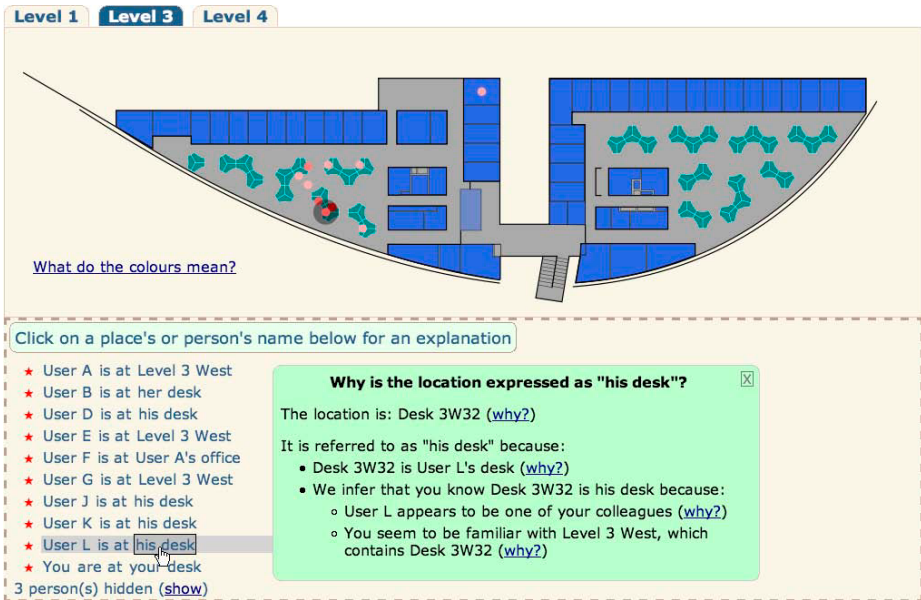 Level 1 Level 3 Level 4
What do the colours mean?
Click on a place's or person's name below for an explanation
User A is at Level 3 West
User B is at her desk
User D is at his desk
User E is at Level 3 West
User F is at User A's office
User G is at Level 3 West
User J is at his desk
User K is at his desk
User L is at his desk
You are at your desk
3 person(s) hidden (show)
Why is the location expressed as "his desk"? X
The location is: Desk 3W32 (why?)
It is referred to as "his desk" because:
• Desk 3W32 is User L's desk (why?)
• We infer that you know Desk 3W32 is his desk because:
◦ User L appears to be one of your colleagues (why?)
◦ You seem to be familiar with Level 3 West, which
contains Desk 3W32 (why?)